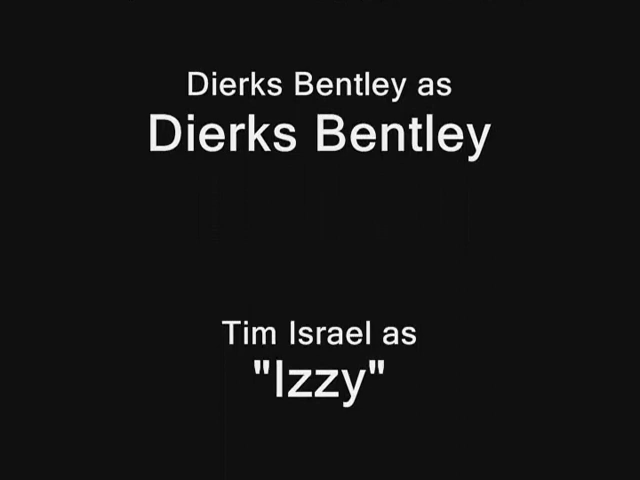 Dierks Bentley as
Dierks Bentley
Tim Israel as
"Izzy"